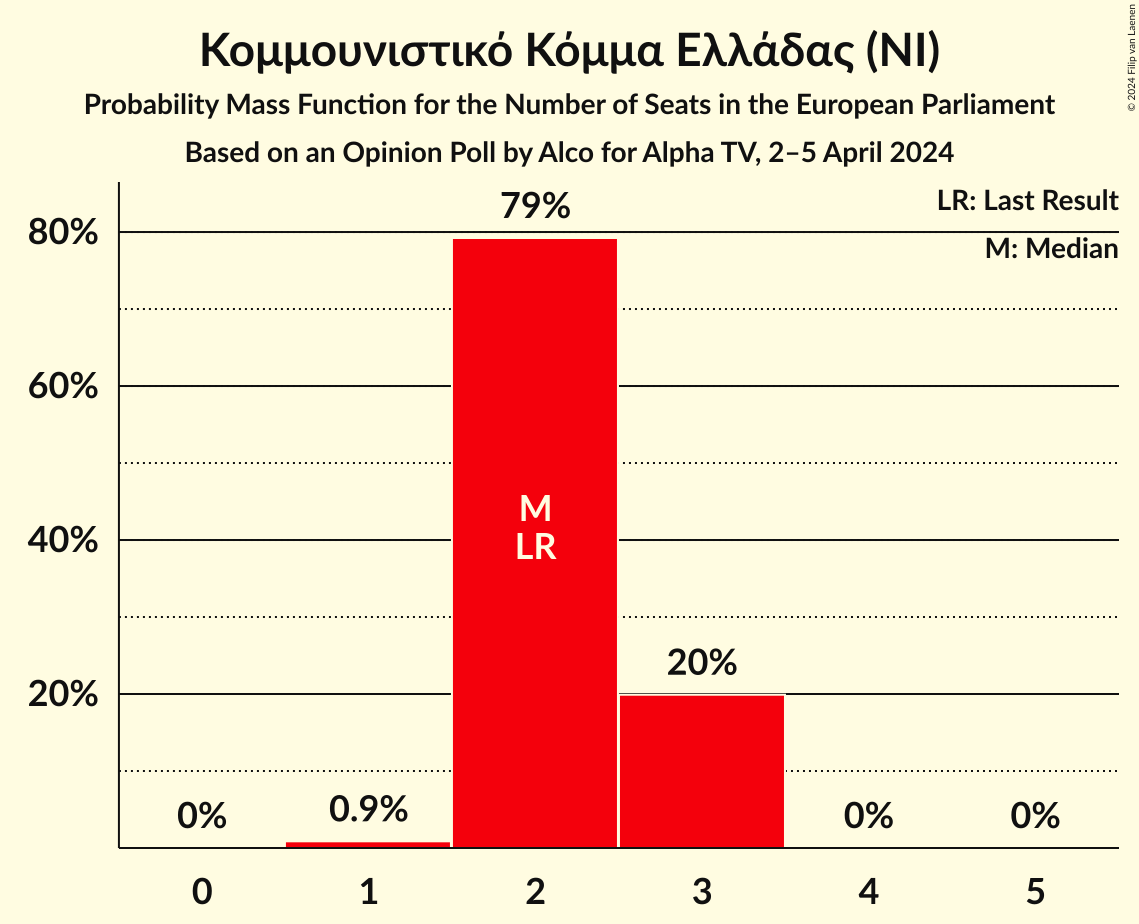 Κομμουνιστικό Κόμμα Ελλάδας (NI)
Probability Mass Function for the Number of Seats in the European Parliament
Based on an Opinion Poll by Alco for Alpha TV, 2–5 April 2024
© 2024 Filip van Laenen
LR: Last Result
M: Median
79%
80%
60%
M
40%
LR
20%
20%
0%
0.9%
0%
0%
0 1 2 3 4 5